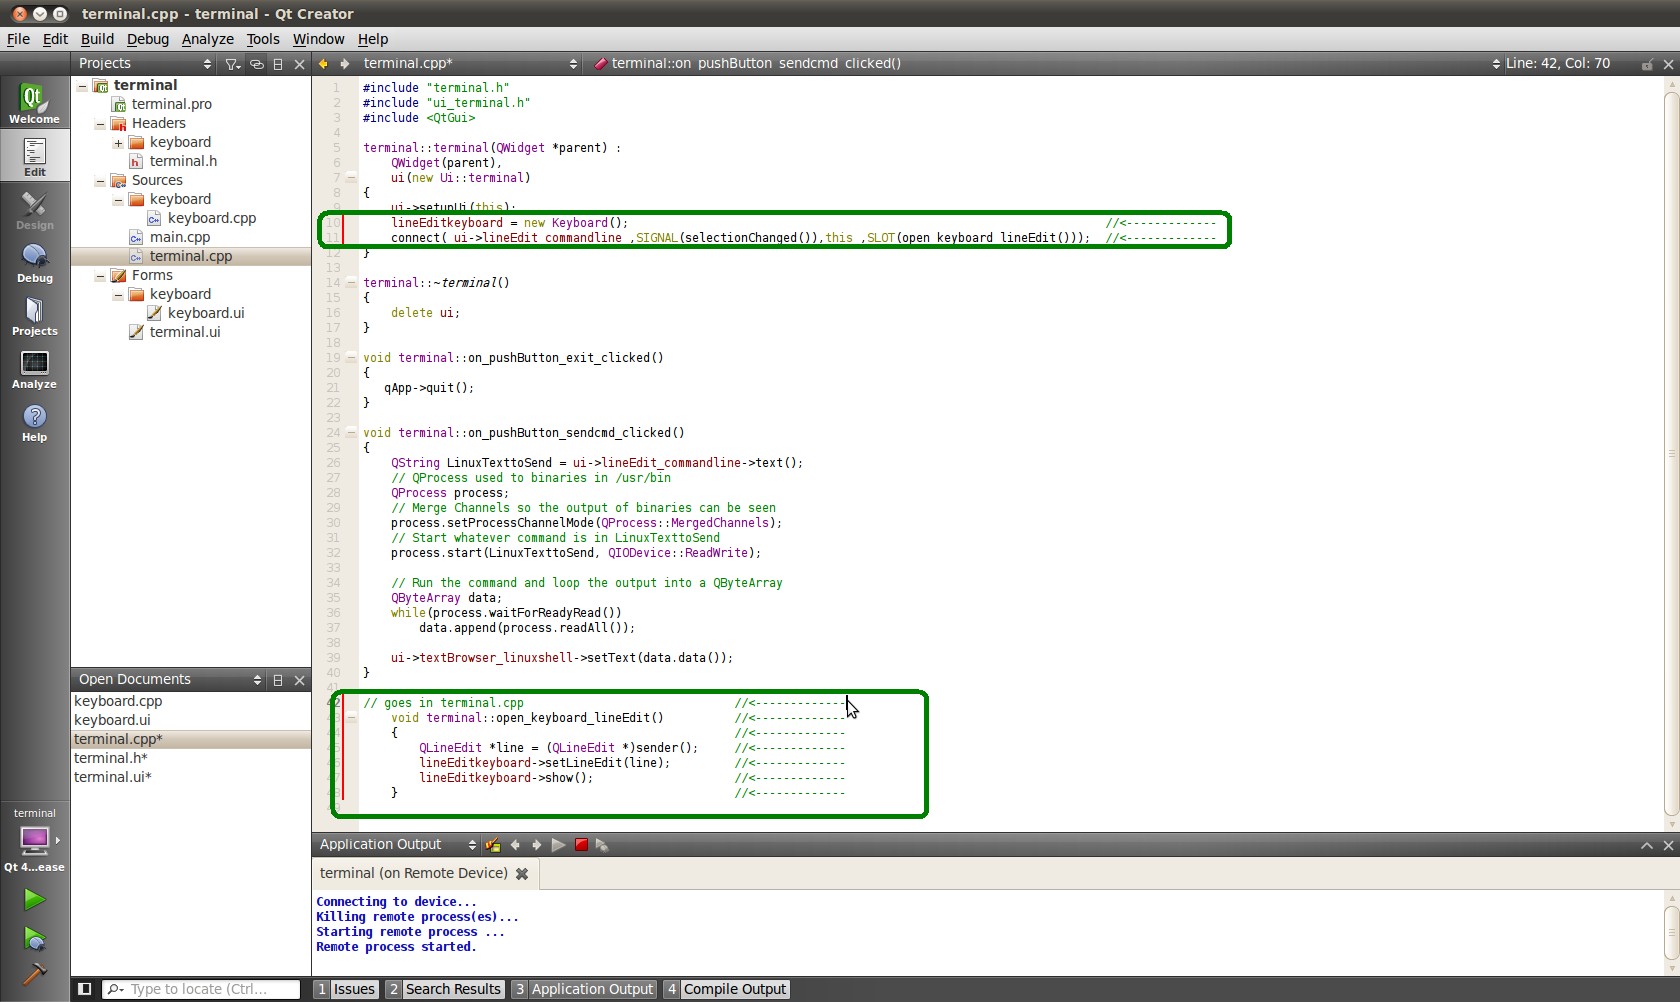 terminal.cpp - terminal - Qt Creator
File Edit Build Debug Analyze Tools Window Help
Projects
terminal.cpp*
terminal::on_pushButton_sendcmd_clicked()
Line: 42, Col: 70
Welcome
Edit
Design
Debug
Projects
Analyze
Help
terminal
terminal.pro
Headers
keyboard
terminal.h
Sources
keyboard
keyboard.cpp
main.cpp
terminal.cpp
Forms
keyboard
keyboard.ui
terminal.ui
Open Documents
keyboard.cpp
keyboard.ui
terminal.cpp*
terminal.h*
terminal.ui*
terminal
Qt 4...ease
1 #include "terminal.h"
2 #include "ui_terminal.h"
3 #include <QtGui>
4
5 terminal::terminal(QWidget *parent) :
6     QWidget(parent),
7     ui(new Ui::terminal)
8 {
9     ui->setupUi(this);
10     lineEditkeyboard = new Keyboard(); //<-------------
11     connect( ui->lineEdit_commandline ,SIGNAL(selectionChanged()),this ,SLOT(open_keyboard_lineEdit())); //<-------------
12 }
13
14 terminal::~terminal()
15 {
16     delete ui;
17 }
18
19 void terminal::on_pushButton_exit_clicked()
20 {
21    qApp->quit();
22 }
23
24 void terminal::on_pushButton_sendcmd_clicked()
25 {
26     QString LinuxTexttoSend = ui->lineEdit_commandline->text();
27     // QProcess used to binaries in /usr/bin
28     QProcess process;
29     // Merge Channels so the output of binaries can be seen
30     process.setProcessChannelMode(QProcess::MergedChannels);
31     // Start whatever command is in LinuxTexttoSend
32     process.start(LinuxTexttoSend, QIODevice::ReadWrite);
33
34     // Run the command and loop the output into a QByteArray
35     QByteArray data;
36     while(process.waitForReadyRead())
37         data.append(process.readAll());
38
39     ui->textBrowser_linuxshell->setText(data.data());
40 }
41
42 // goes in terminal.cpp //<-------------
void terminal::open_keyboard_lineEdit() //<-------------
{ //<-------------
QLineEdit *line = (QLineEdit *)sender(); //<-------------
lineEditkeyboard->setLineEdit(line); //<-------------
lineEditkeyboard->show(); //<-------------
} //<-------------
Application Output
terminal (on Remote Device)
Connecting to device...
Killing remote process(es)...
Starting remote process ...
Remote process started.
Type to locate (Ctrl...
1 Issues 2 Search Results 3 Application Output 4 Compile Output